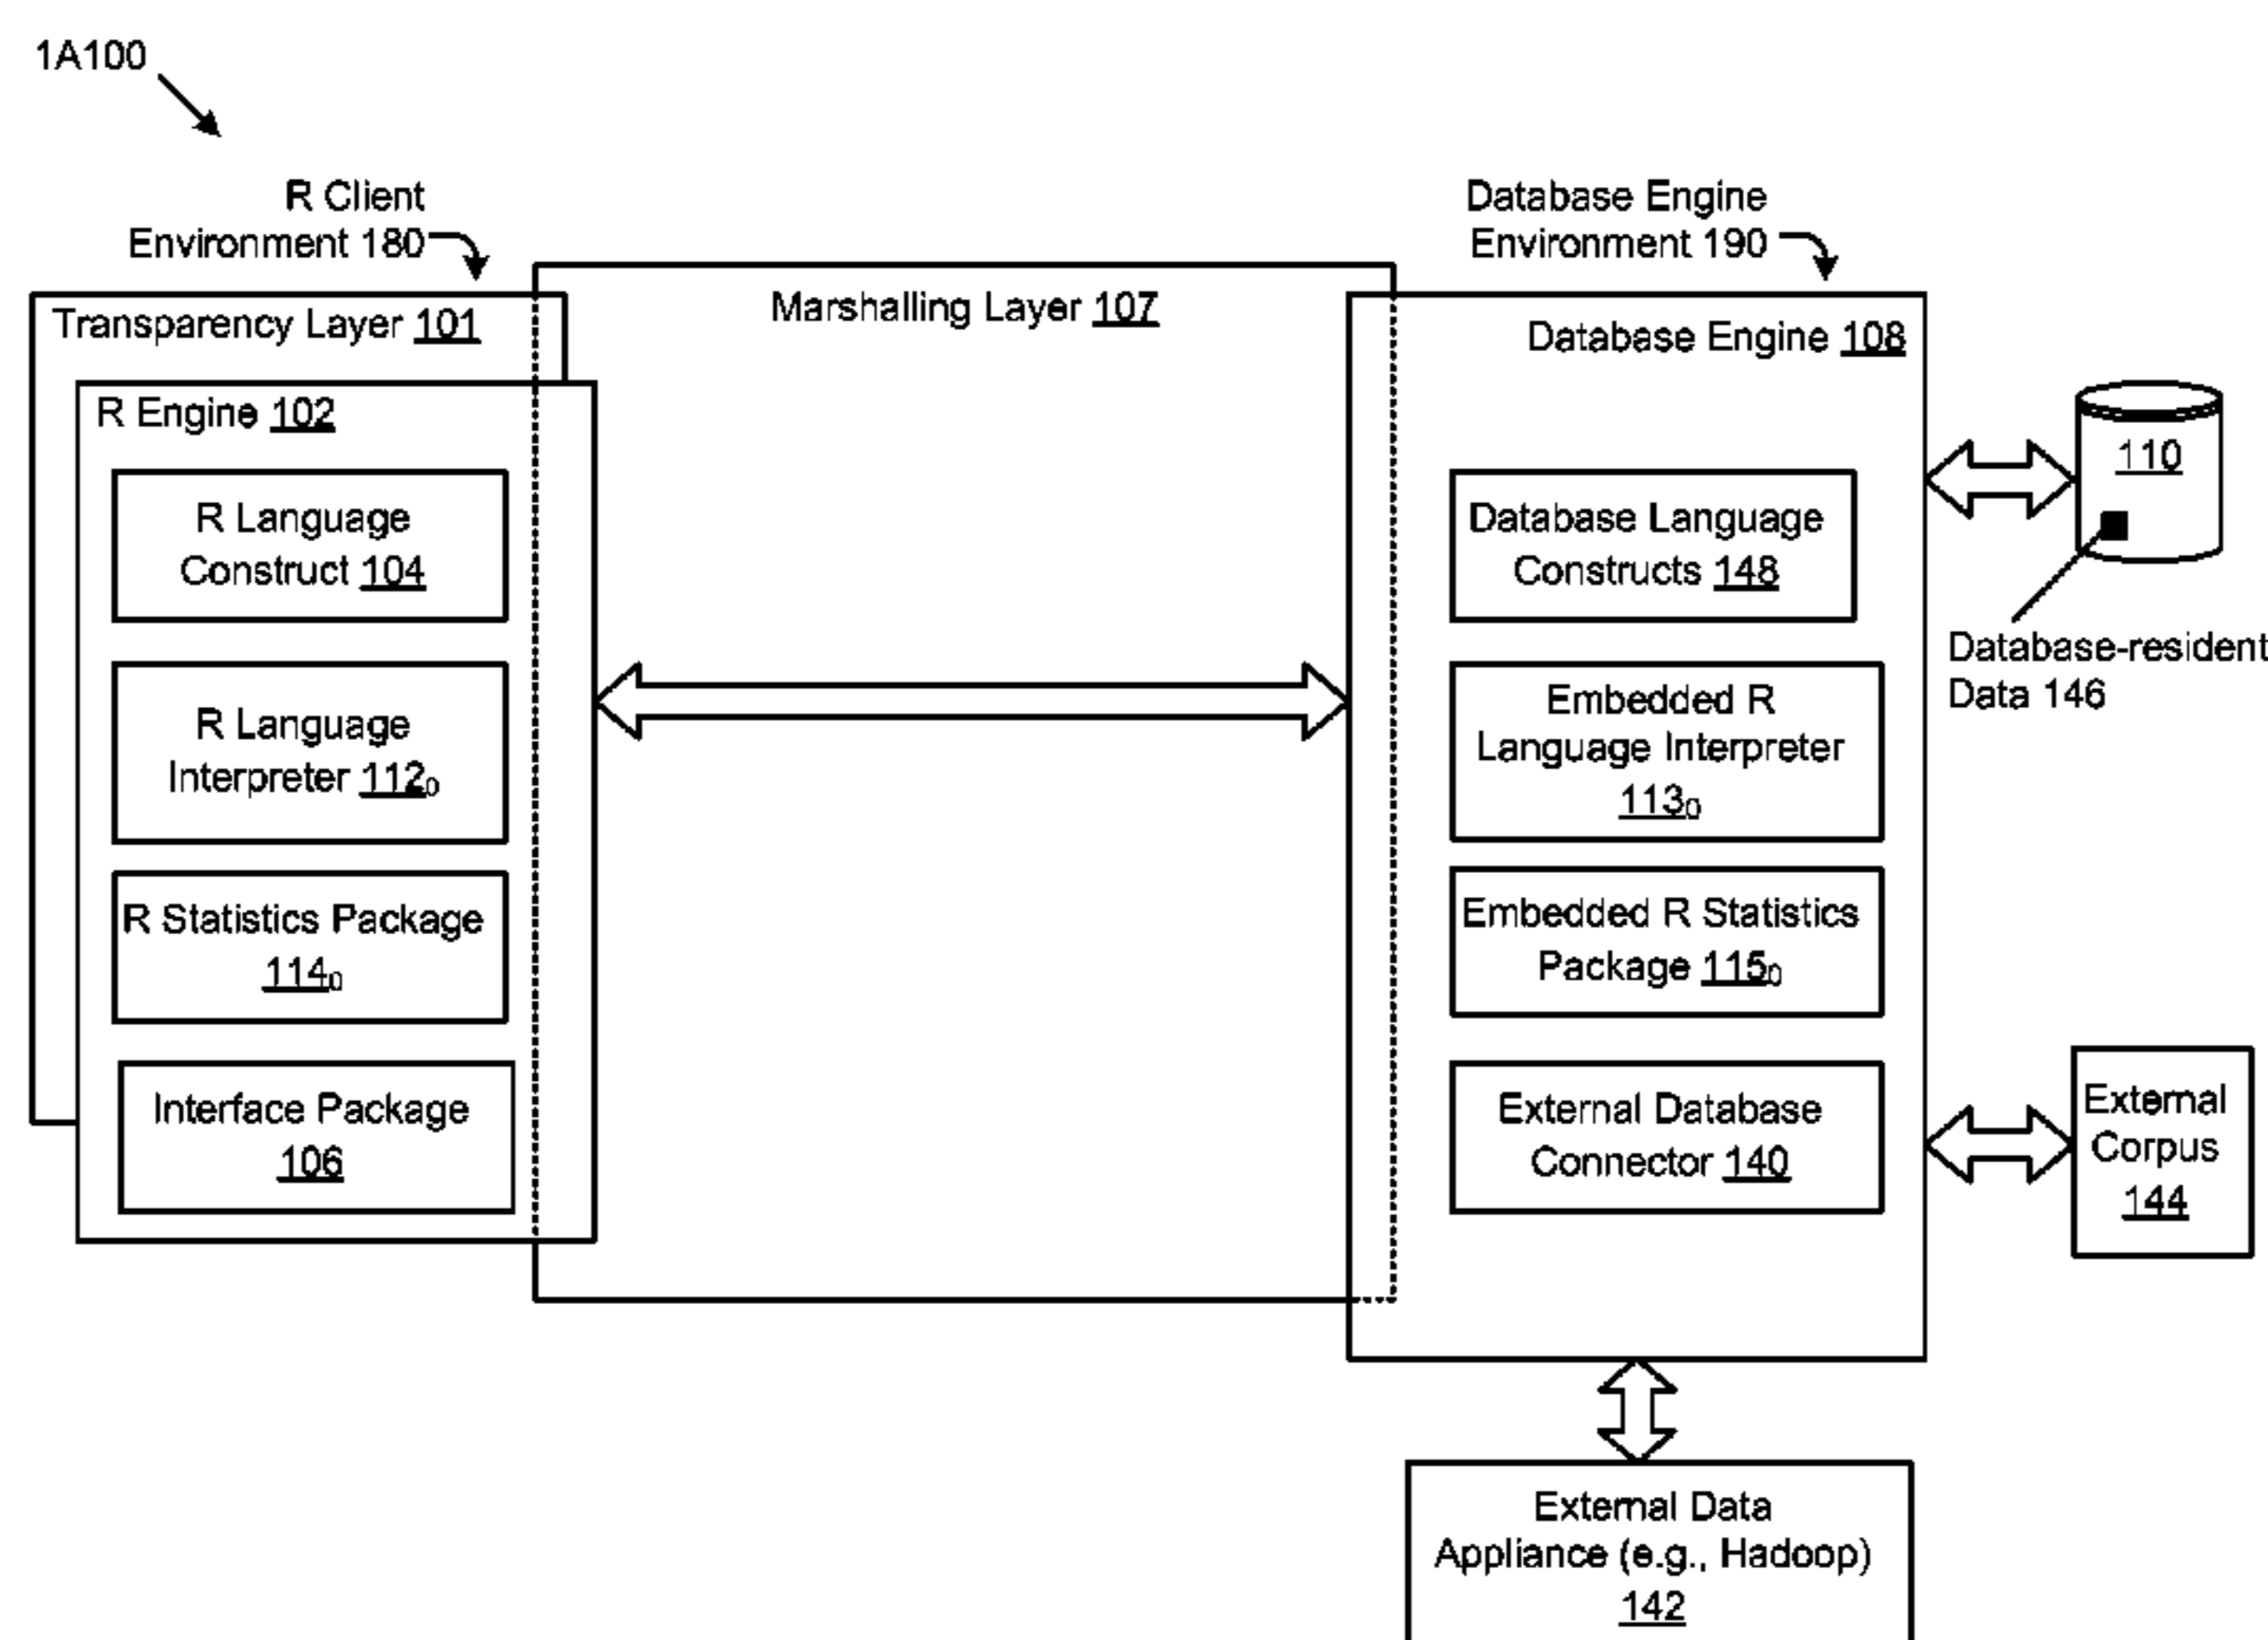 1A100
R Client
Environment 180
Database Engine
Environment 190
Transparency Layer 101
Marshalling Layer 107
Database Engine 108
R Engine 102
R Language
Construct 104
R Language
Interpreter 112₀
R Statistics Package
114₀
Interface Package
106
Database Language
Constructs 148
Embedded R
Language Interpreter
113₀
Embedded R Statistics
Package 115₀
External Database
Connector 140
110
Database-resident
Data 146
External
Corpus
144
External Data
Appliance (e.g., Hadoop)
142